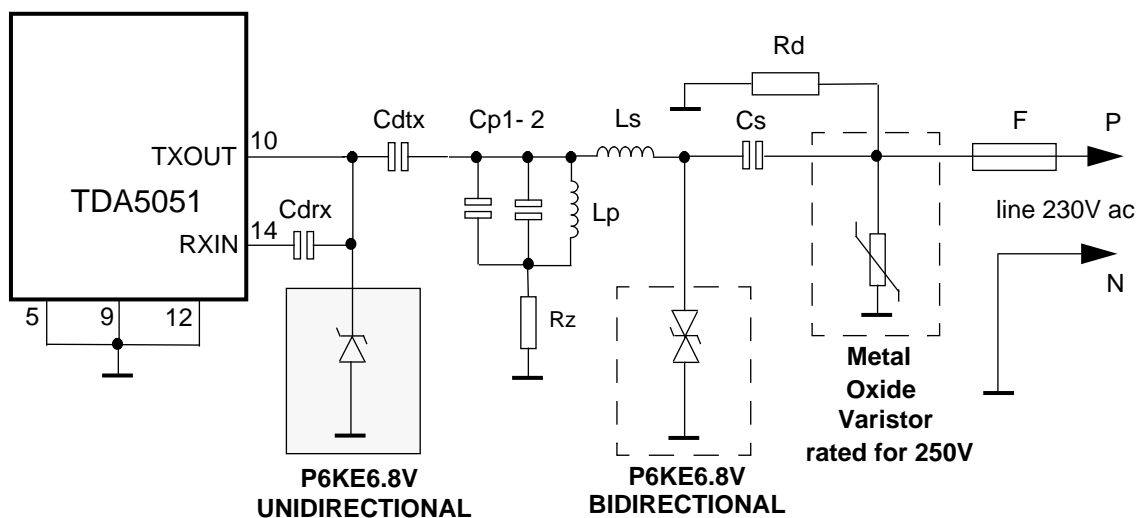 Rd
Cdtx
Cp1- 2
Ls
Cs
F
P
10
TXOUT
TDA5051
Cdrx
Lp
line 230V ac
RXIN
14
N
5
9
12
Rz
Metal
Oxide
Varistor
rated for 250V
P6KE6.8V
UNIDIRECTIONAL
P6KE6.8V
BIDIRECTIONAL